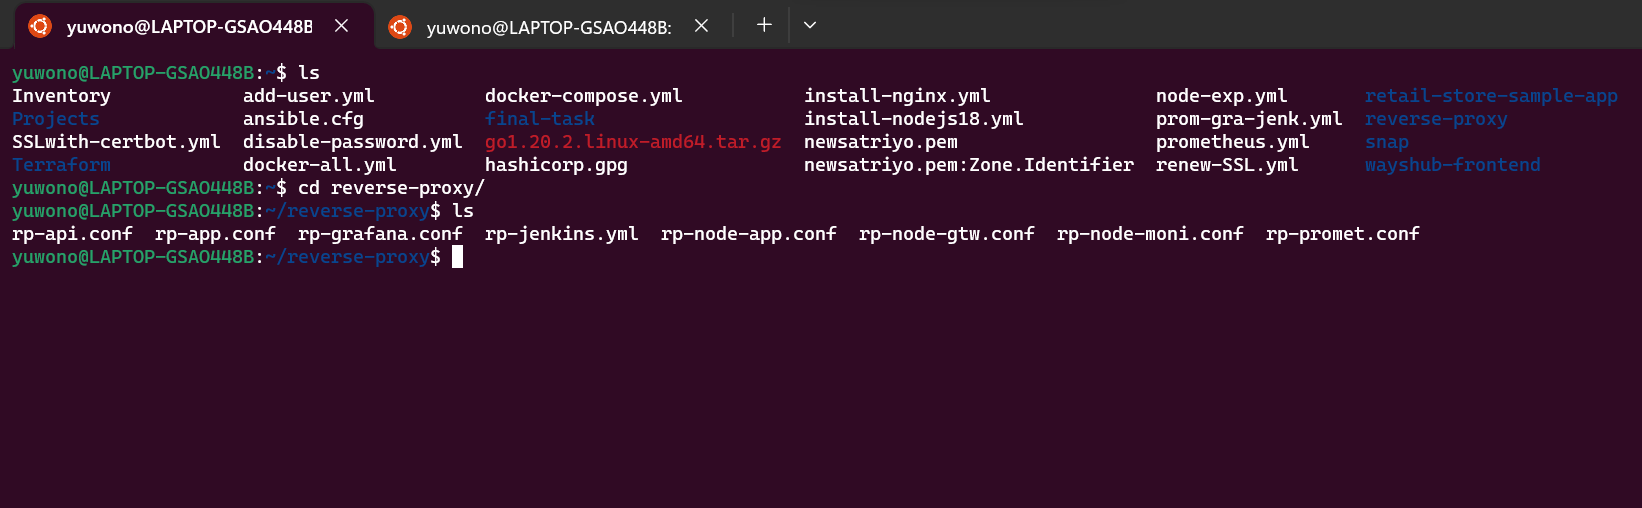 yuwono@LAPTOP-GSAO448B yuwono@LAPTOP-GSAO448B:
yuwono@LAPTOP-GSAO448B:~$ ls
Inventory add-user.yml docker-compose.yml install-nginx.yml node-exp.yml retail-store-sample-app
Projects ansible.cfg final-task install-nodejs18.yml prom-gra-jenk.yml reverse-proxy
SSLwith-certbot.yml disable-password.yml go1.20.2.linux-amd64.tar.gz newsatriyo.pem prometheus.yml snap
Terraform docker-all.yml hashicorp.gpg newsatriyo.pem:Zone.Identifier renew-SSL.yml wayshub-frontend
yuwono@LAPTOP-GSAO448B:~$ cd reverse-proxy/
yuwono@LAPTOP-GSAO448B:~/reverse-proxy$ ls
rp-api.conf rp-app.conf rp-grafana.conf rp-jenkins.yml rp-node-app.conf rp-node-gtw.conf rp-node-moni.conf rp-promet.conf
yuwono@LAPTOP-GSAO448B:~/reverse-proxy$